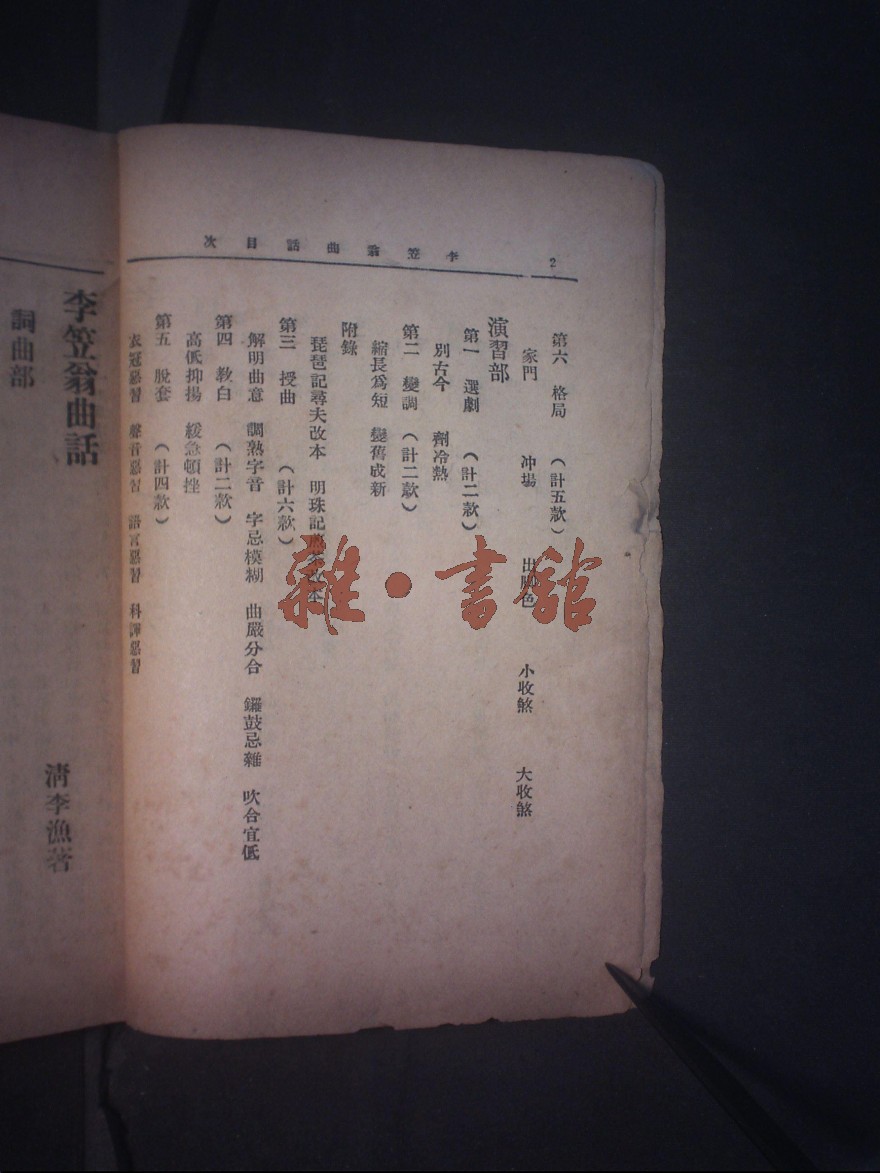 李笠翁曲話目次
2
第六 格局 （計五款）
家門 冲場 出脚色 小收煞 大收煞
演習部
第一 選劇 （計二款）
別古今 劑冷熱
第二 變調 （計二款）
縮長爲短 變舊成新
附錄
琵琶記尋夫改本 明珠記煎茶改本
第三 授曲 （計六款）
解明曲意 調熟字音 字忌模糊 曲嚴分合 鑼鼓忌雜 吹合宜低
第四 敎白 （計二款）
高低抑揚 緩急頓挫
第五 脫套 （計四款）
衣冠惡習 聲音惡習 語言惡習 科諢惡習
李笠翁曲話
清李漁著
詞曲部
雜·書館